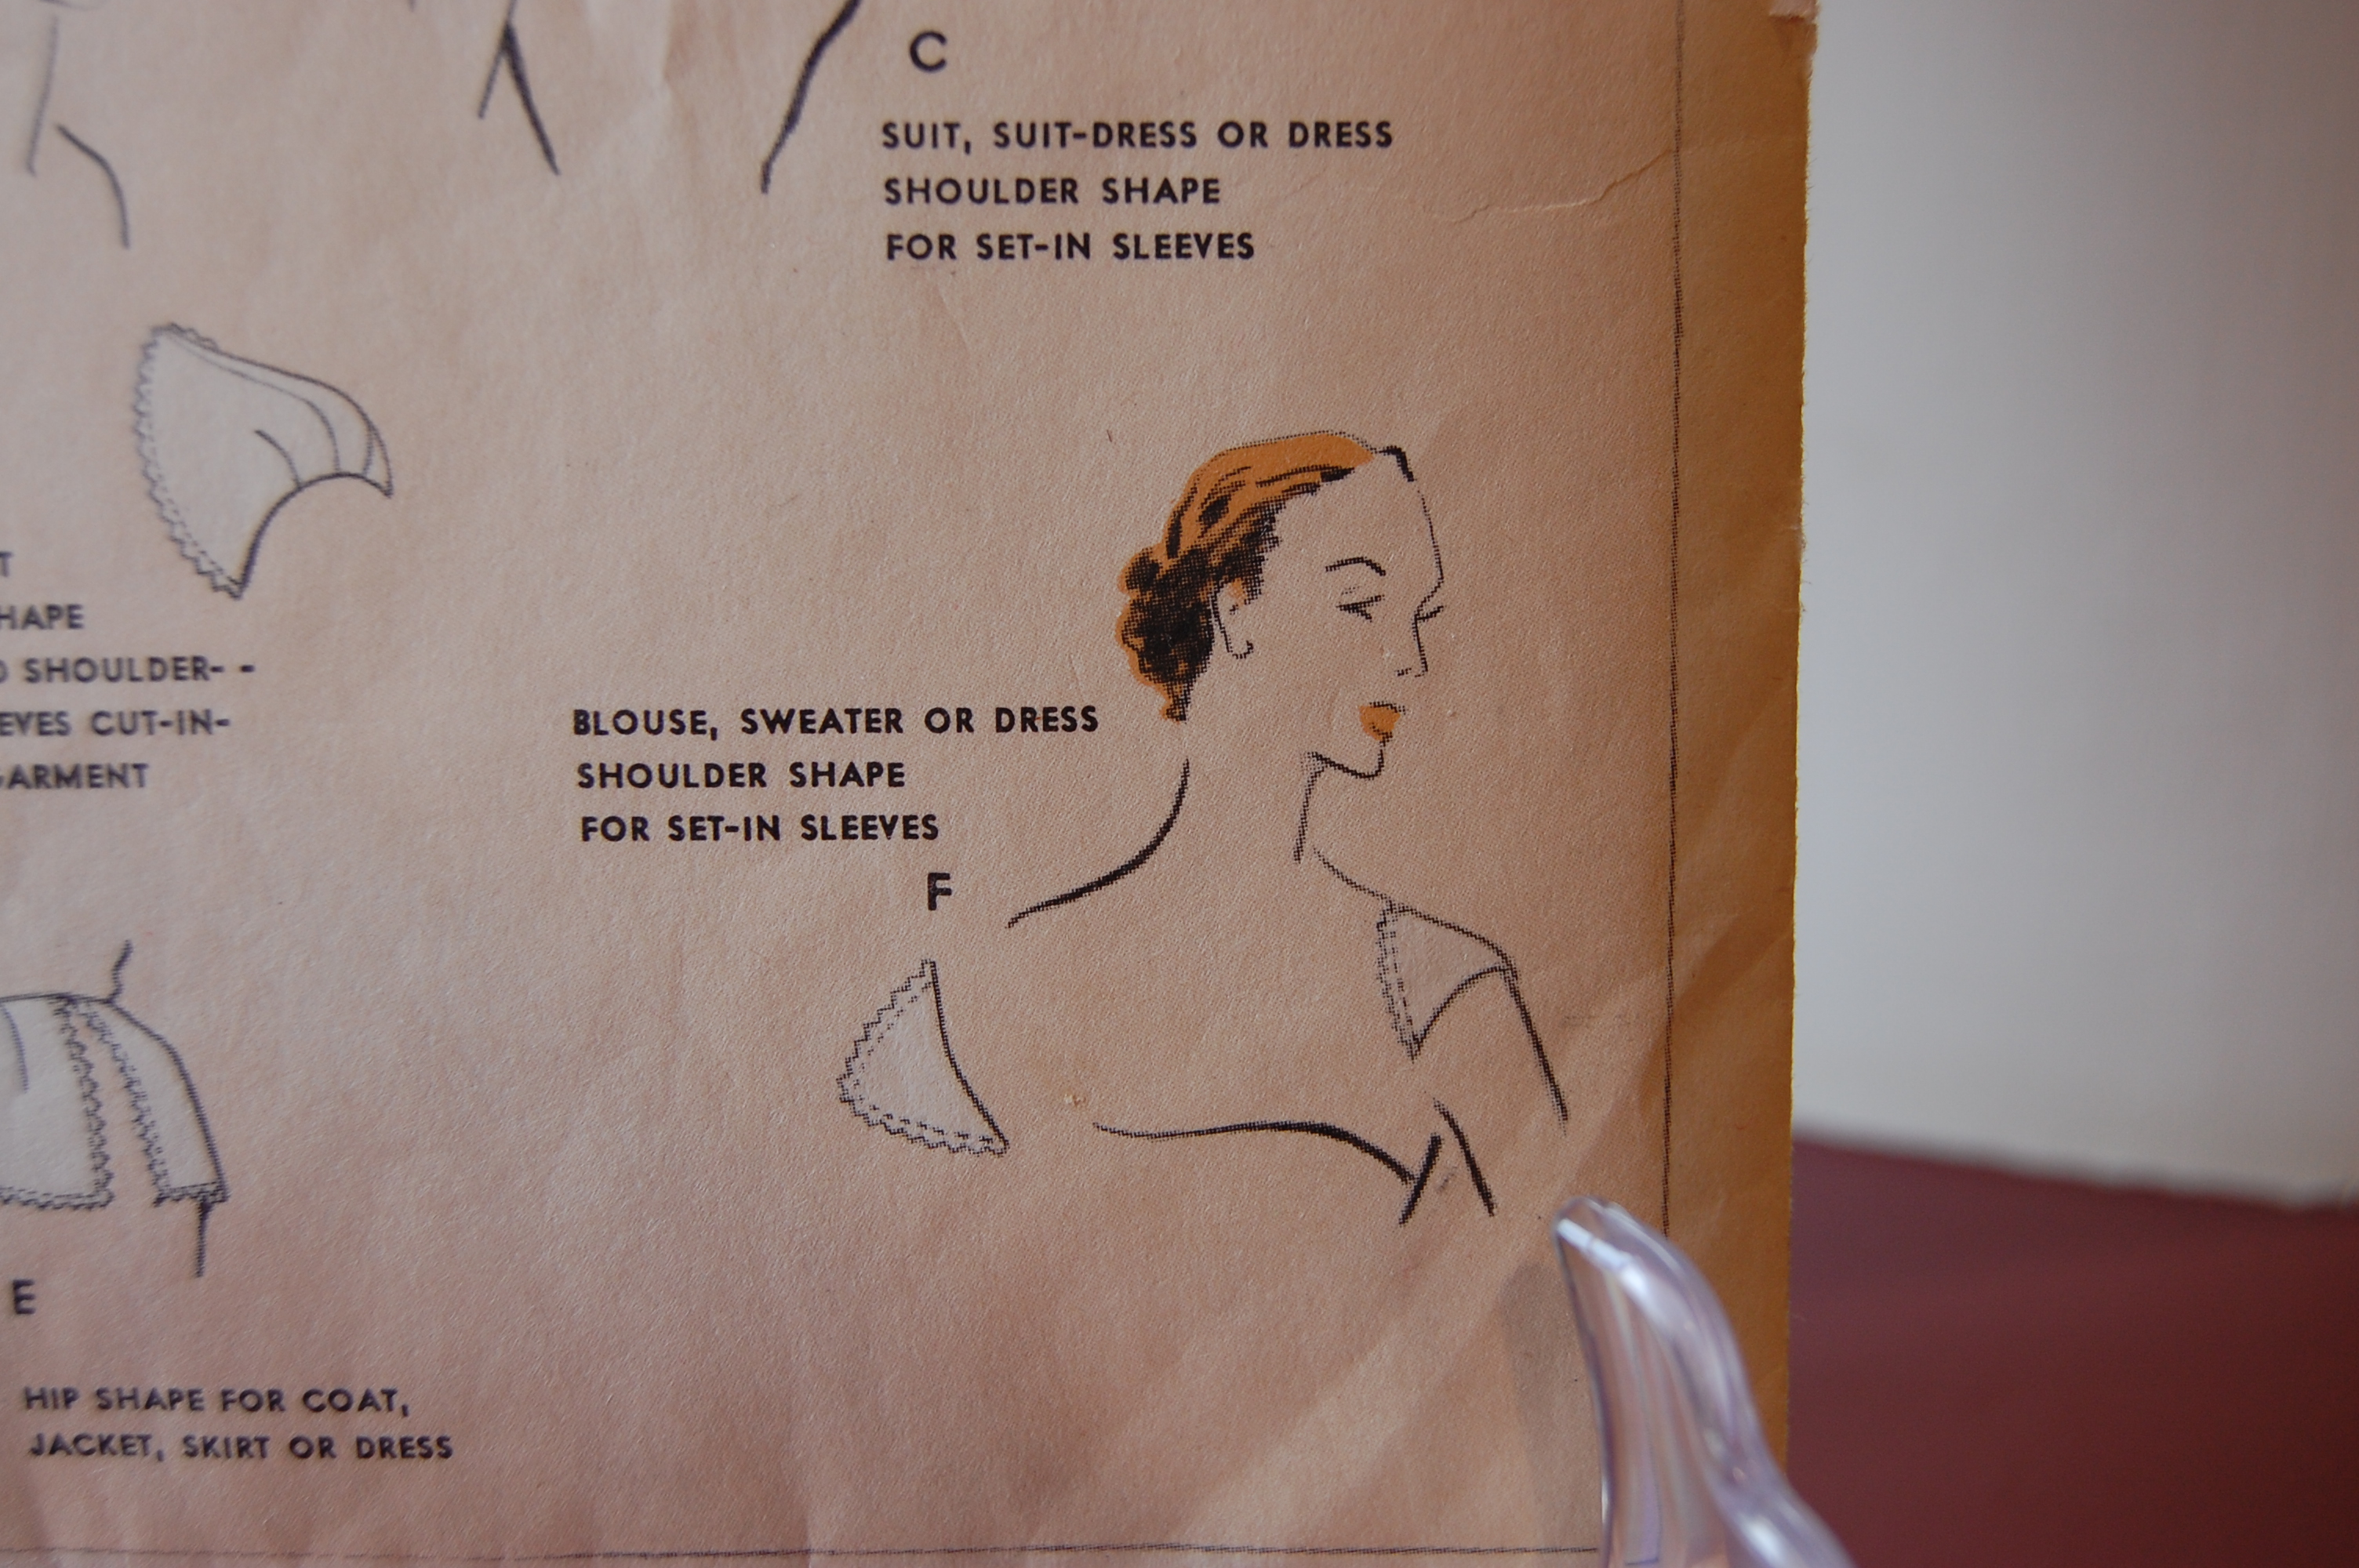 C
SUIT, SUIT-DRESS OR DRESS
SHOULDER SHAPE
FOR SET-IN SLEEVES
T
HAPE
SHOULDER- -
EVES CUT-IN-
GARMENT
BLOUSE, SWEATER OR DRESS
SHOULDER SHAPE
FOR SET-IN SLEEVES
F
E
HIP SHAPE FOR COAT,
JACKET, SKIRT OR DRESS